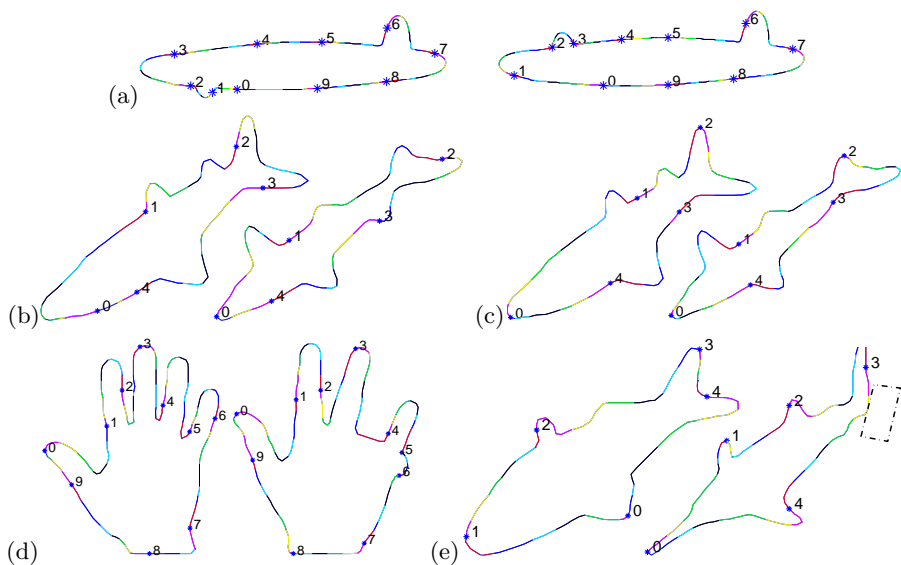 3 4 5 6 7
2 1 0 9 8
(a)
2 3 4 5 6 7
1 0 9 8
2 3 1 0 4
2 3 1 0 4
(b)
2 3 1 0 4
2 3 1 0 4
(c)
3 2 4 1 5 6 0 9 7 8
3 0 1 2 4 5 6 9 7 8
(d)
3 4 2 0 1
3 2 1 4 0
(e)